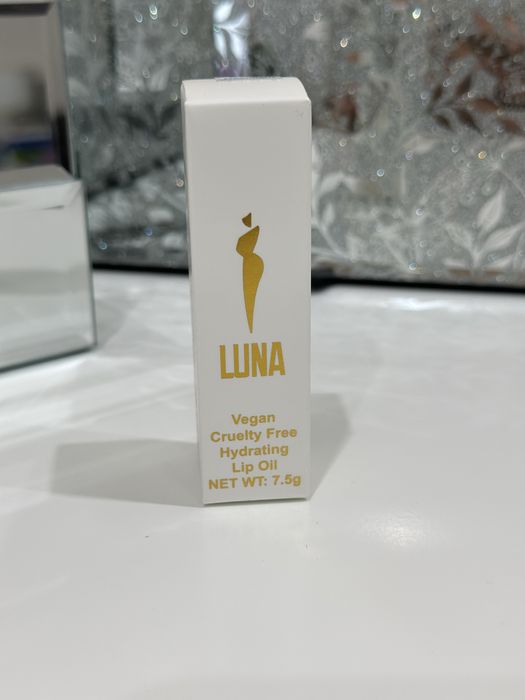 LUNA
Vegan
Cruelty Free
Hydrating
Lip Oil
NET WT: 7.5g